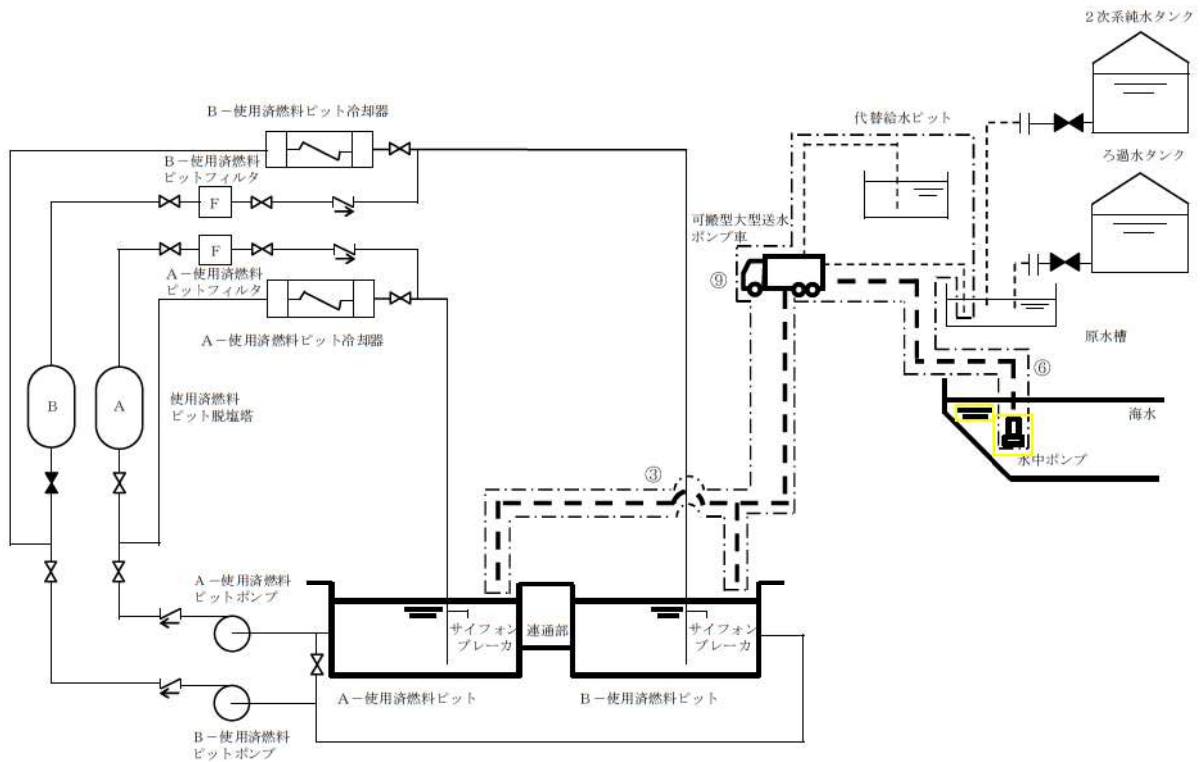 2次系純水タンク
B－使用済燃料ピット冷却器
代替給水ピット
B－使用済燃料
ピットフィルタ
ろ過水タンク
F
可搬型大型送水
ポンプ車
F
A－使用済燃料
ピットフィルタ
⑨
A－使用済燃料ピット冷却器
原水槽
⑥
B
A
使用済燃料
ピット脱塩塔
海水
水中ポンプ
③
A－使用済燃料
ピットポンプ
サイフォン
ブレーカ
連通部
サイフォン
ブレーカ
A－使用済燃料ピット
B－使用済燃料ピット
B－使用済燃料
ピットポンプ